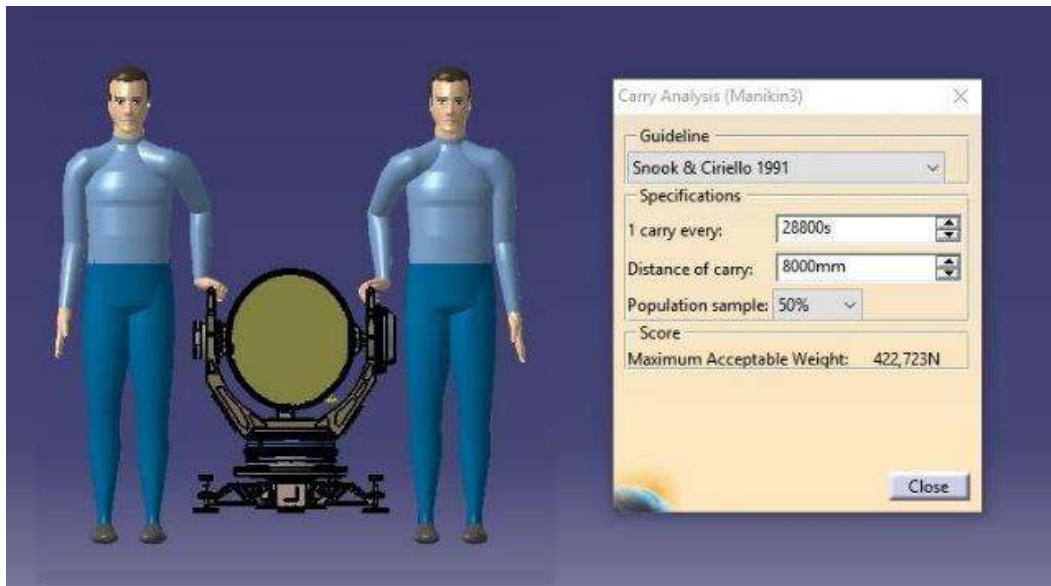 Carry Analysis (Manikin3)
Guideline
Snook & Ciriello 1991
Specifications
1 carry every: 28800s
Distance of carry: 8000mm
Population sample: 50%
Score
Maximum Acceptable Weight: 422,723N
Close